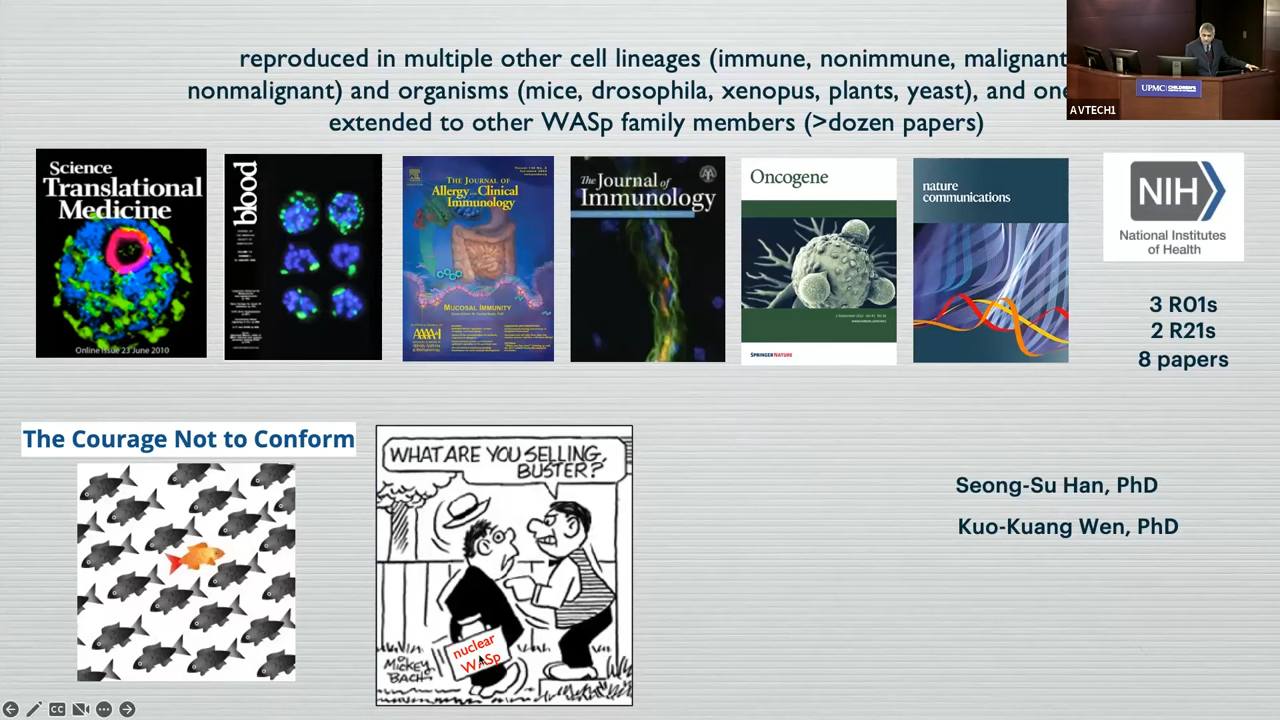 reproduced in multiple other cell lineages (immune, nonimmune, malignant
nonmalignant) and organisms (mice, drosophila, xenopus, plants, yeast), and
extended to other WASp family members (>dozen papers)
UPMC CHILDREN'S
AVTECH1
Science
Translational
Medicine
Online issue 23 June 2010
blood
THE JOURNAL OF
Allergy and Clinical
Immunology
MUCOSAL IMMUNITY
The Journal of
Immunology
Oncogene
SPRINGER NATURE
nature
communications
NIH
National Institutes
of Health
3 R01s
2 R21s
8 papers
The Courage Not to Conform
WHAT ARE YOU SELLING,
BUSTER?
nuclear
WASp
MICKEY
BACH
Seong-Su Han, PhD
Kuo-Kuang Wen, PhD
CC